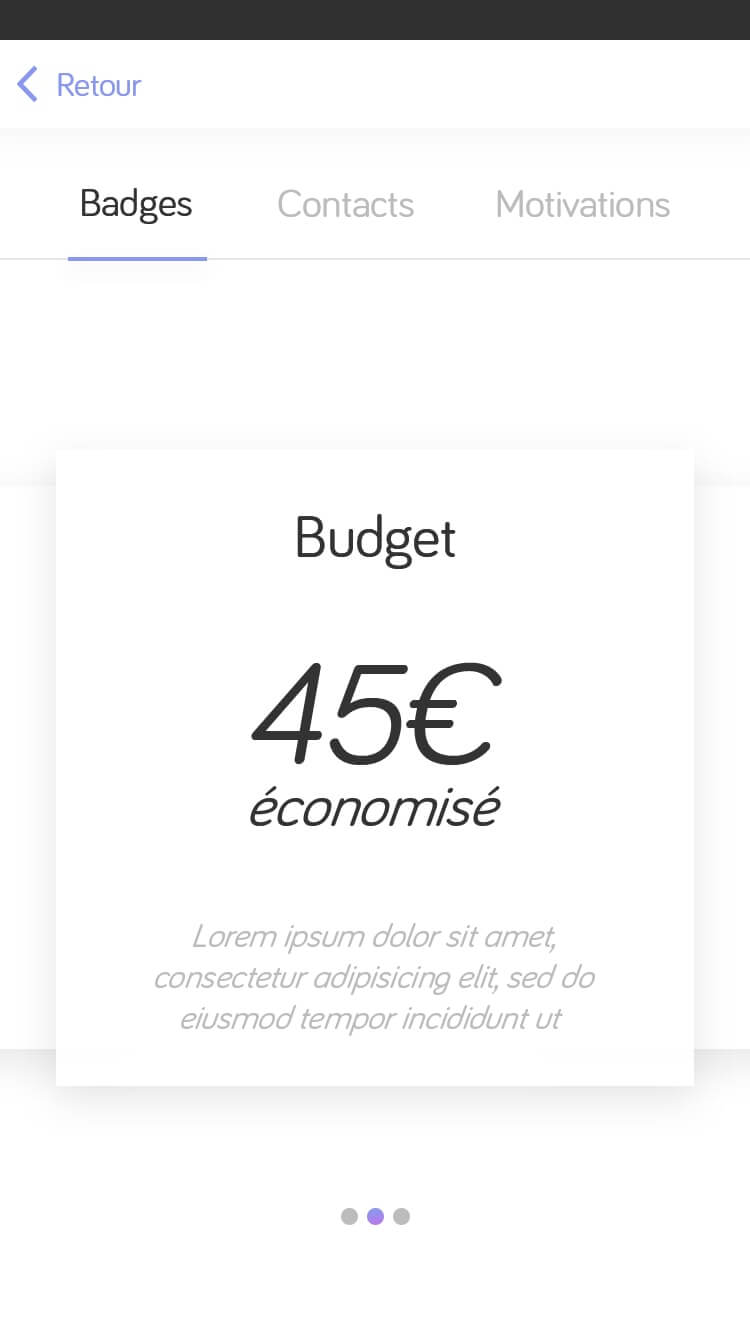 Retour
Badges Contacts Motivations
Budget
45€
économisé
Lorem ipsum dolor sit amet,
consectetur adipisicing elit, sed do
eiusmod tempor incididunt ut